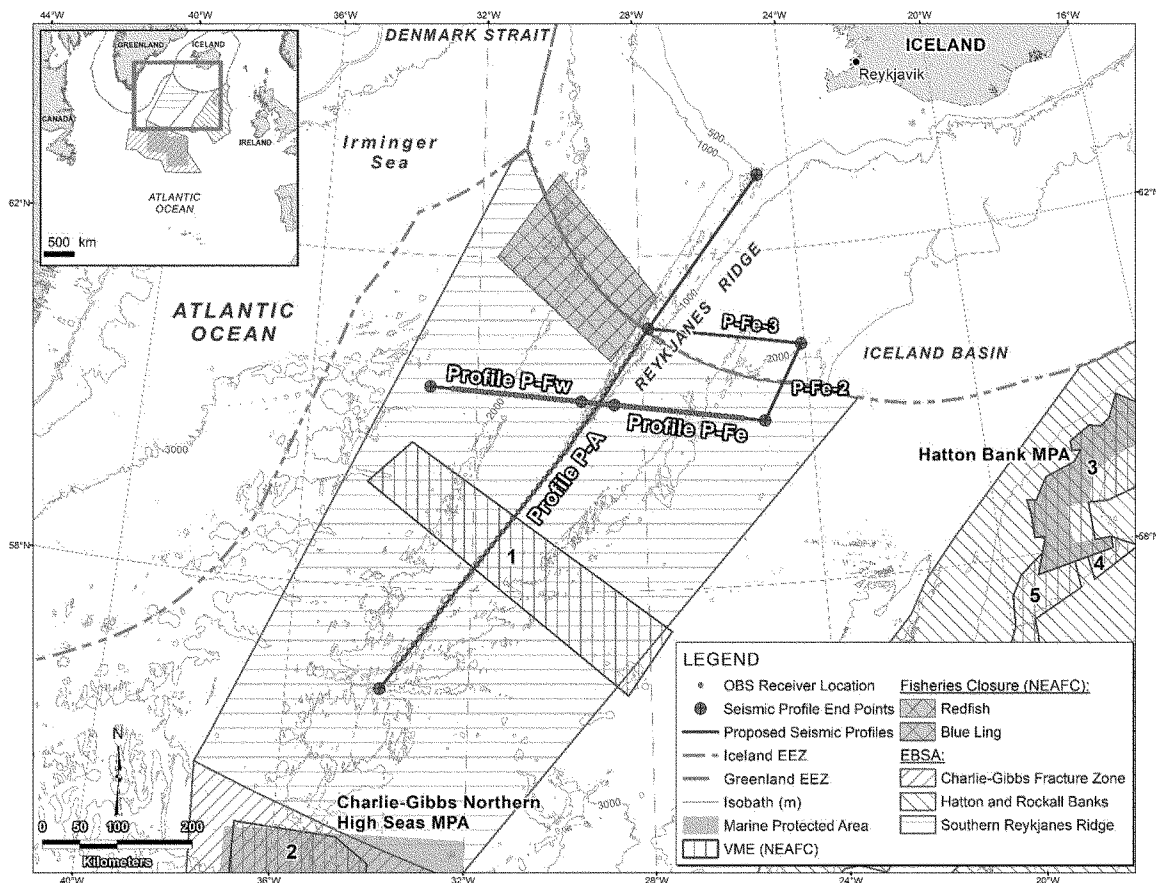 44°W
40°W
36°W
32°W
28°W
24°W
20°W
16°W
GREENLAND
ICELAND
CANADA
IRELAND
ATLANTIC
OCEAN
500 km
DENMARK STRAIT
Irminger
Sea
ICELAND
Reykjavik
500
1000
62°N
62°N
ATLANTIC
OCEAN
REYKJANES RIDGE
1000
P-Fe-3
2000
ICELAND BASIN
P-Fe-2
Profile P-Fw
2000
Profile P-Fe
3000
Profile P-A
Hatton Bank MPA
3
58°N
58°N
1
4
5
N
Charlie-Gibbs Northern
High Seas MPA
3000
2
0 50 100 200
Kilometers
LEGEND
OBS Receiver Location
Seismic Profile End Points
Proposed Seismic Profiles
Iceland EEZ
Greenland EEZ
Isobath (m)
Marine Protected Area
VME (NEAFC)
Fisheries Closure (NEAFC):
Redfish
Blue Ling
EBSA:
Charlie-Gibbs Fracture Zone
Hatton and Rockall Banks
Southern Reykjanes Ridge
40°W
36°W
32°W
28°W
24°W
20°W